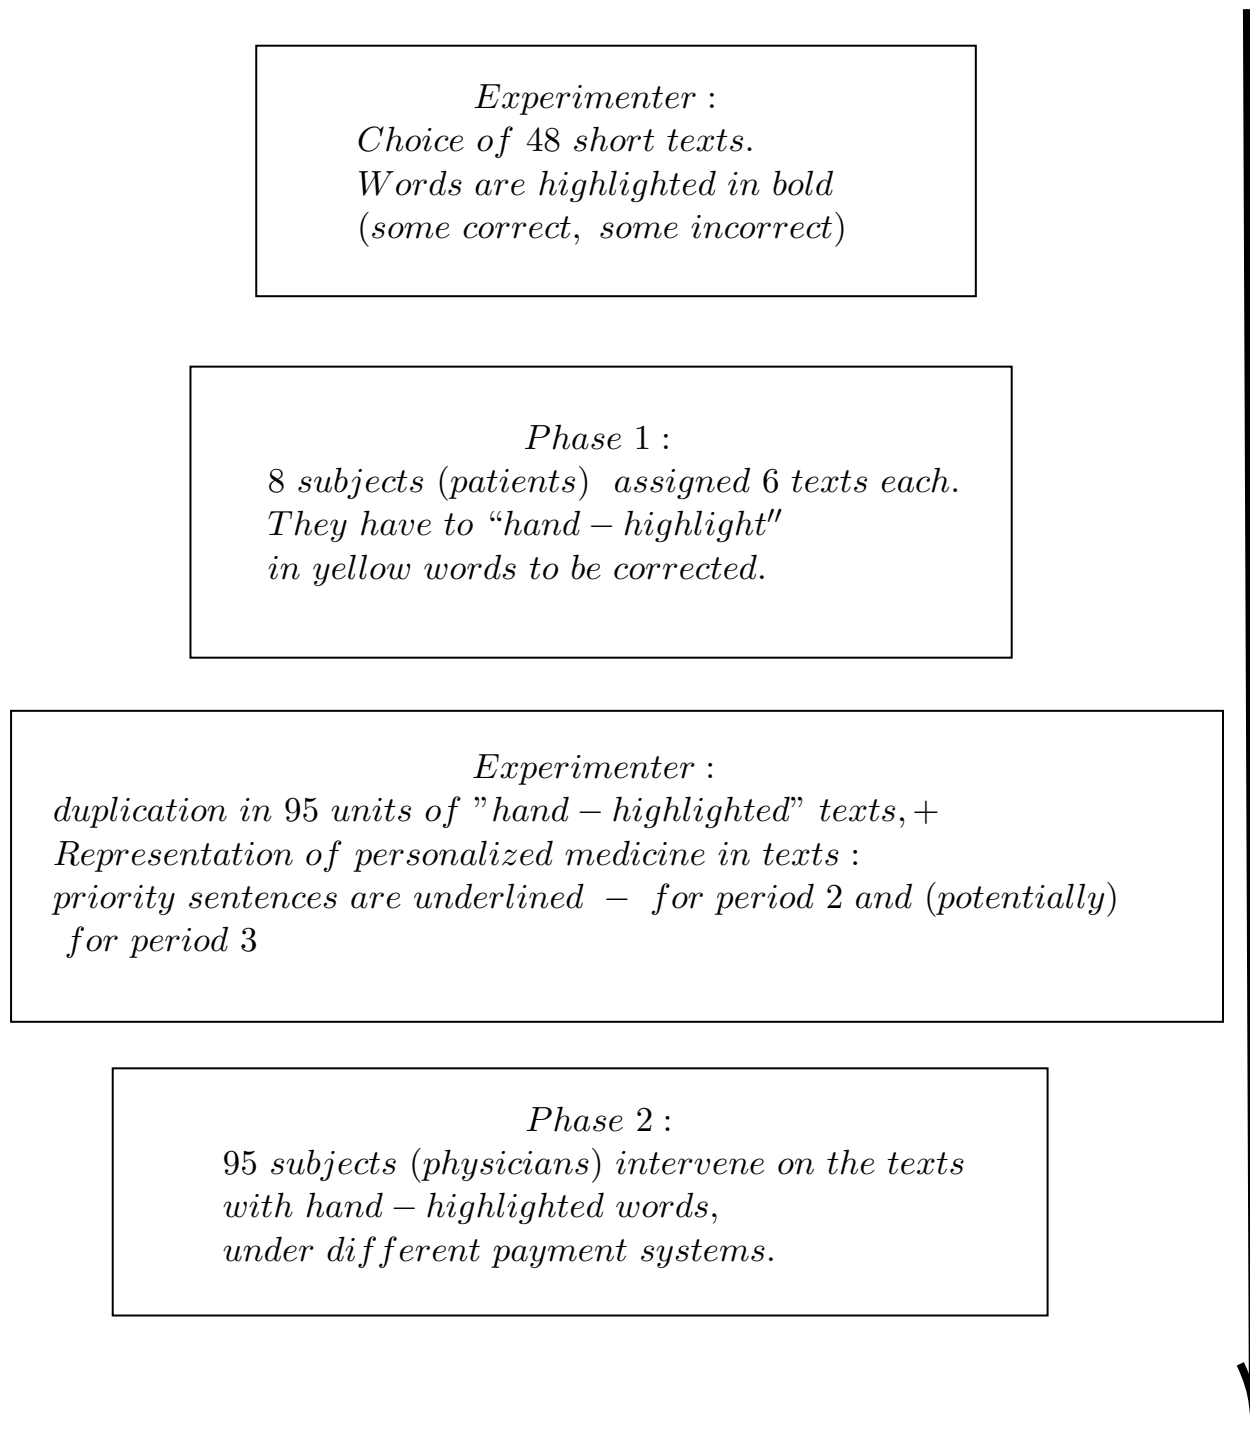 Experimenter :
Choice of 48 short texts.
Words are highlighted in bold
(some correct, some incorrect)
Phase 1 :
8 subjects (patients) assigned 6 texts each.
They have to “hand – highlight″
in yellow words to be corrected.
Experimenter :
duplication in 95 units of ”hand – highlighted” texts, +
Representation of personalized medicine in texts :
priority sentences are underlined – for period 2 and (potentially)
for period 3
Phase 2 :
95 subjects (physicians) intervene on the texts
with hand – highlighted words,
under different payment systems.